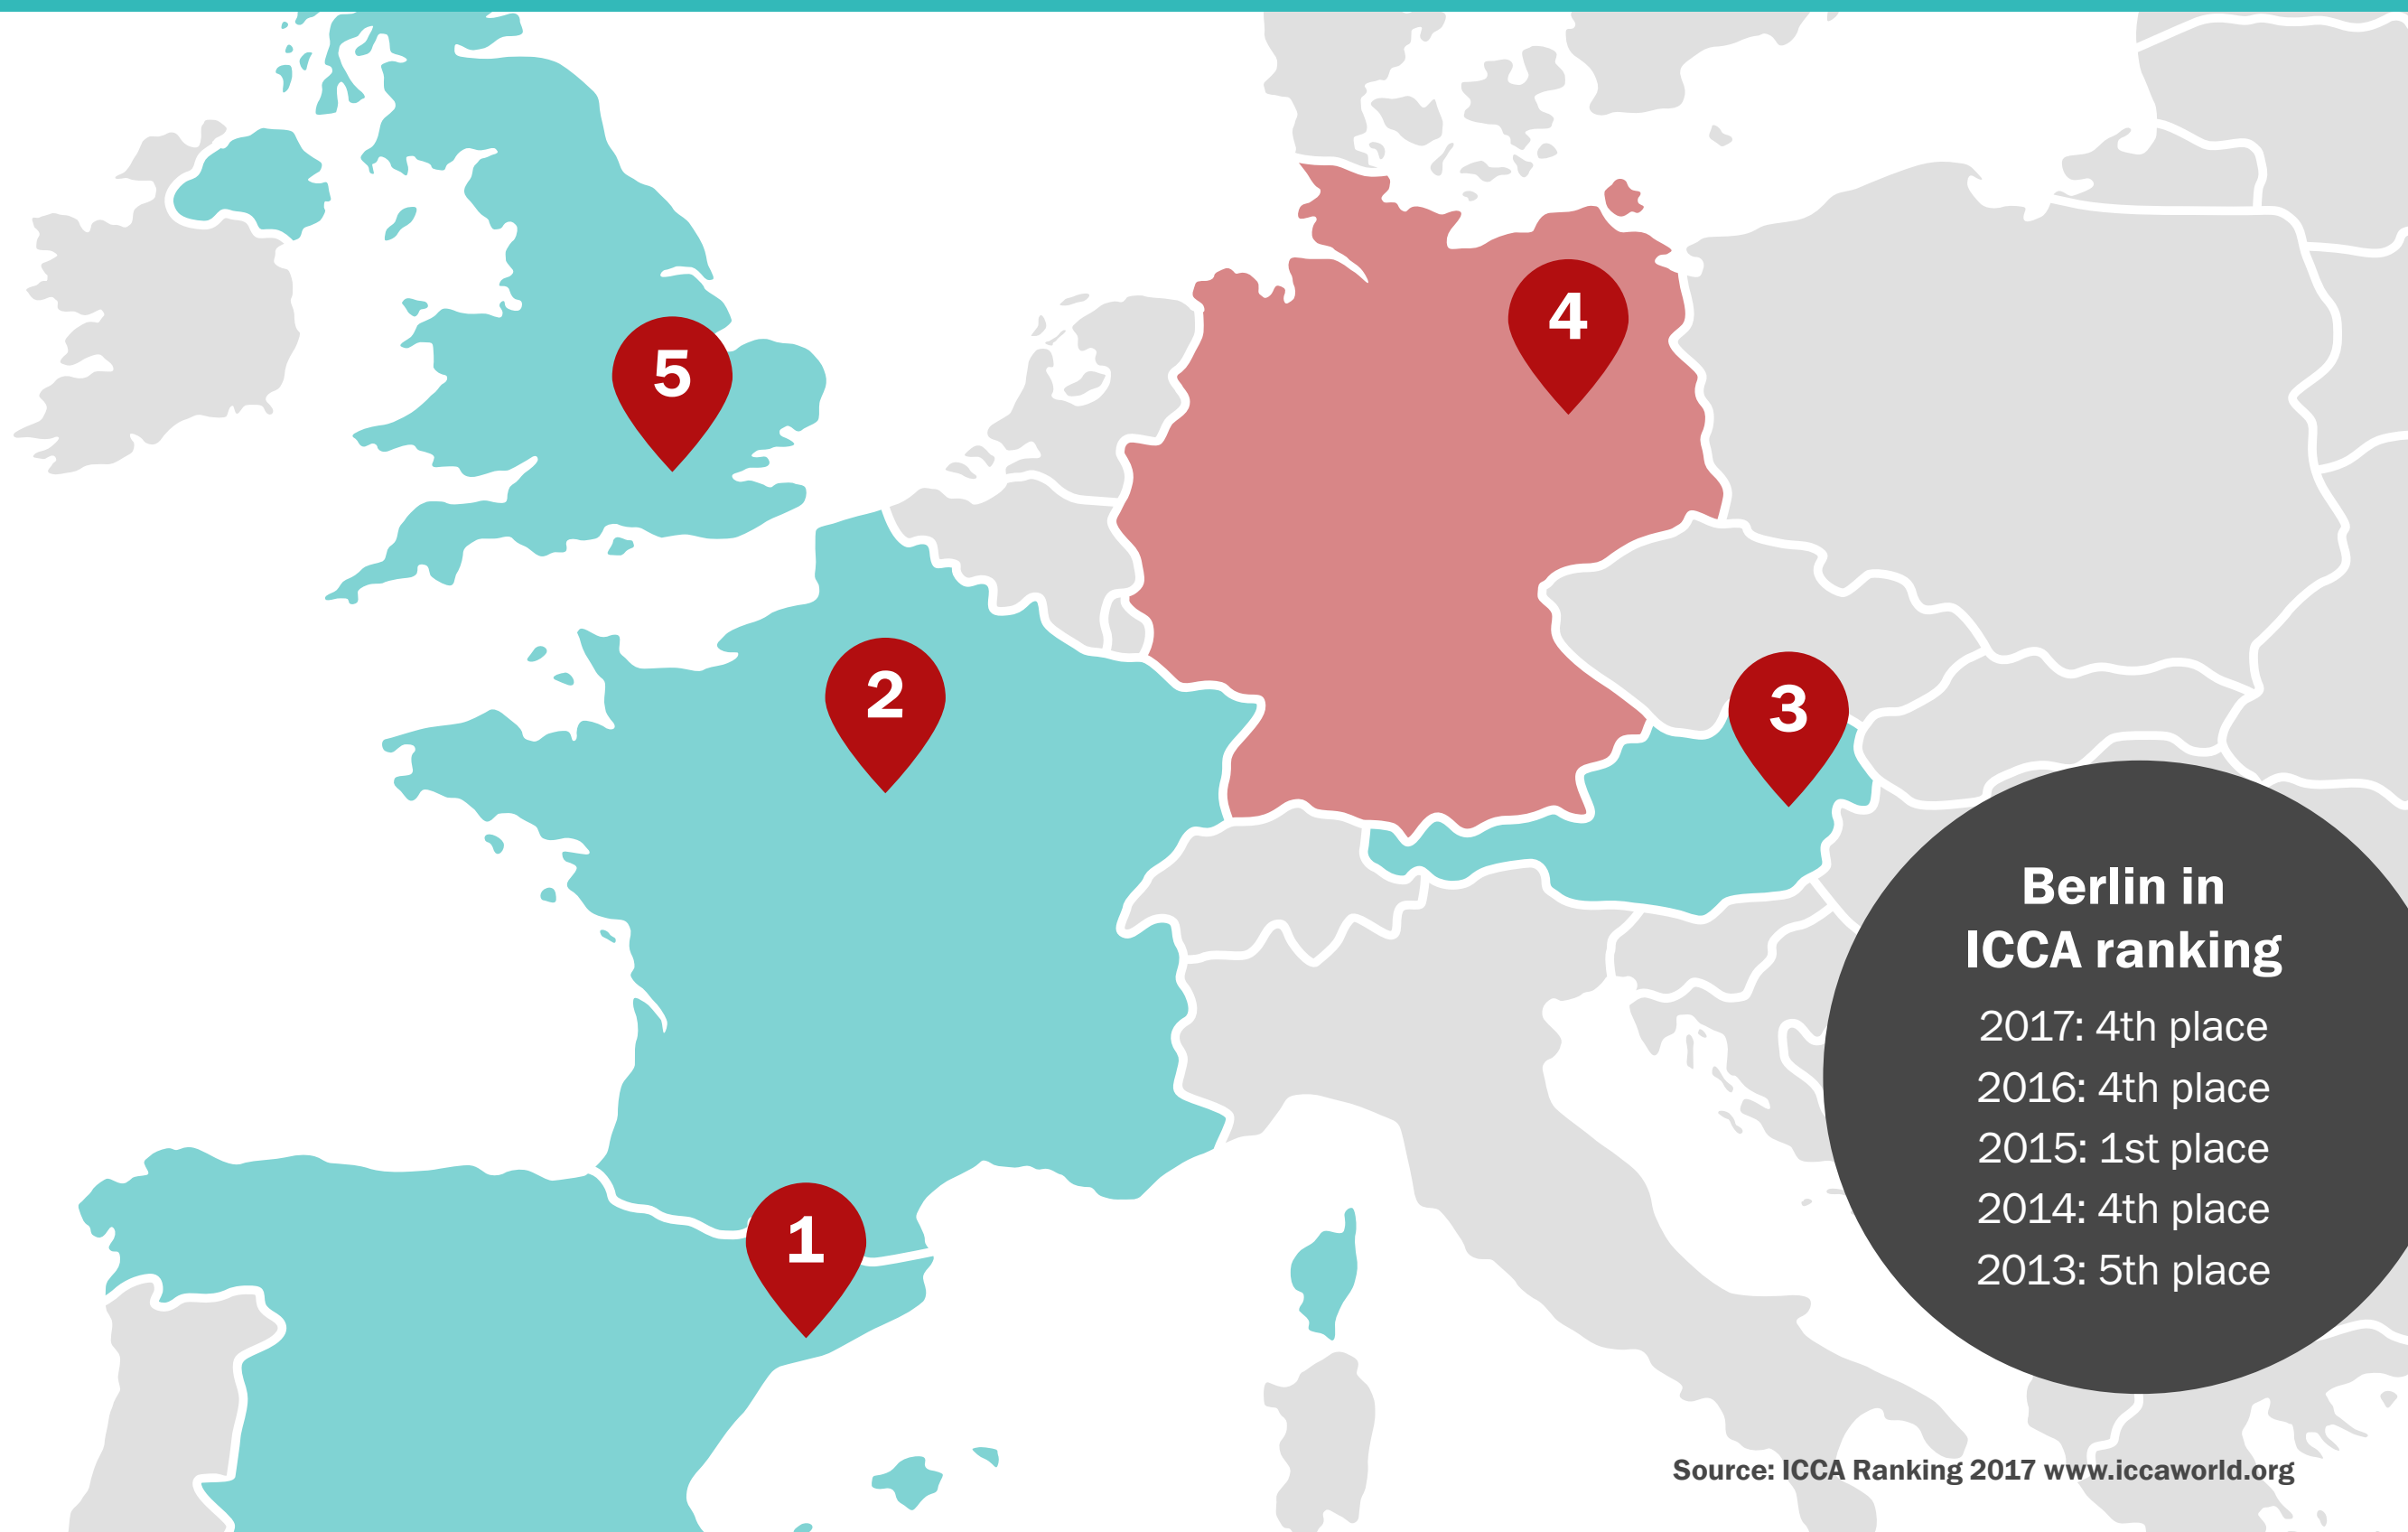 4
5
2
3
1
Berlin in
ICCA ranking
2017: 4th place
2016: 4th place
2015: 1st place
2014: 4th place
2013: 5th place
Source: ICCA Ranking 2017 www.iccaworld.org